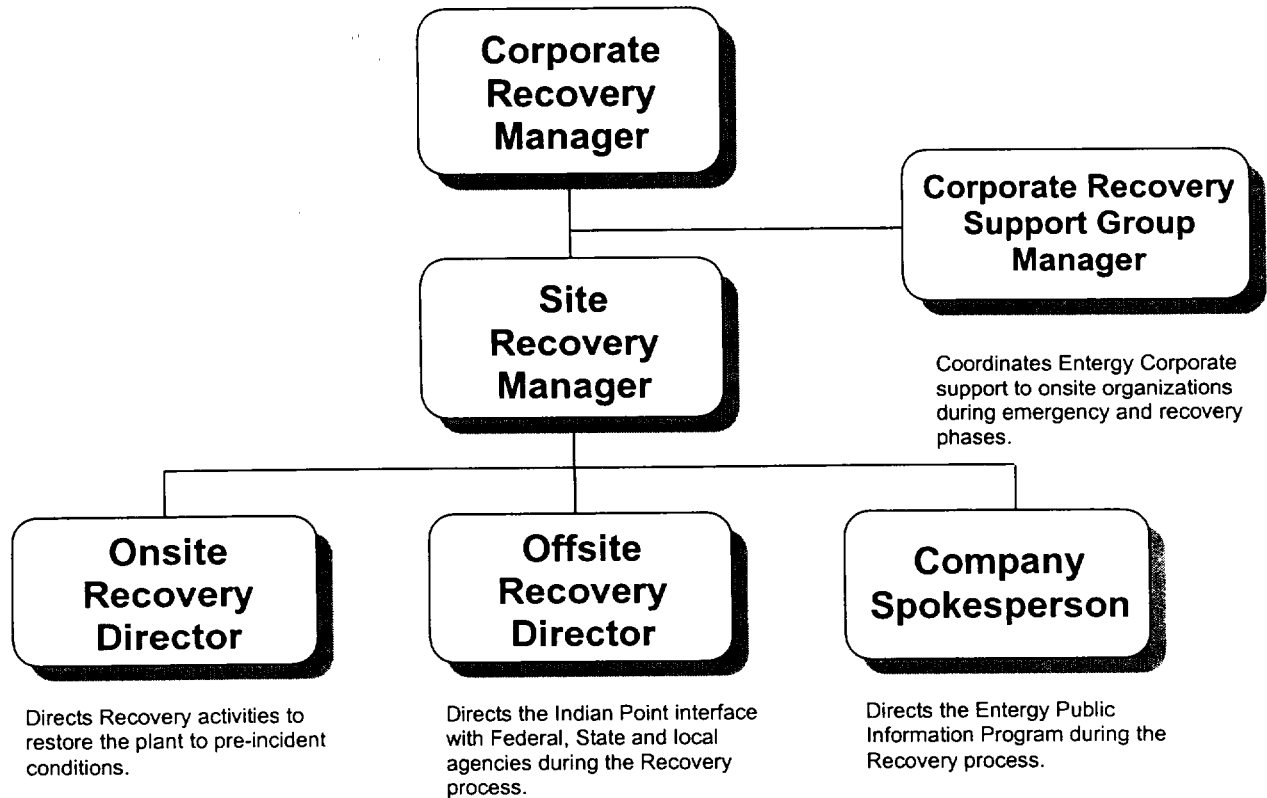 Corporate
Recovery
Manager
Corporate Recovery
Support Group
Manager
Site
Recovery
Manager
Coordinates Entergy Corporate
support to onsite organizations
during emergency and recovery
phases.
Onsite
Recovery
Director
Offsite
Recovery
Director
Company
Spokesperson
Directs Recovery activities to
restore the plant to pre-incident
conditions.
Directs the Indian Point interface
with Federal, State and local
agencies during the Recovery
process.
Directs the Entergy Public
Information Program during the
Recovery process.